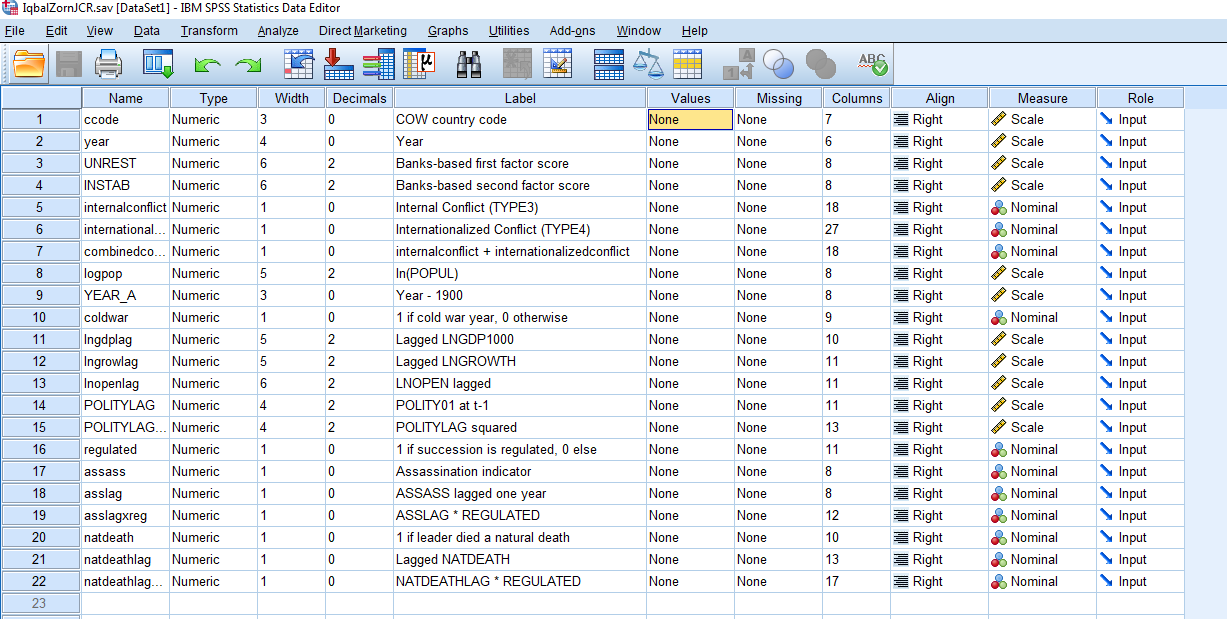 IqbalZornJCR.sav [DataSet1] - IBM SPSS Statistics Data Editor
File Edit View Data Transform Analyze Direct Marketing Graphs Utilities Add-ons Window Help
A
1
μ
ABC
Name Type Width Decimals Label Values Missing Columns Align Measure Role
1 ccode Numeric 3 0 COW country code None None 7 Right Scale Input
2 year Numeric 4 0 Year None None 6 Right Scale Input
3 UNREST Numeric 6 2 Banks-based first factor score None None 8 Right Scale Input
4 INSTAB Numeric 6 2 Banks-based second factor score None None 8 Right Scale Input
5 internalconflict Numeric 1 0 Internal Conflict (TYPE3) None None 18 Right Nominal Input
6 international... Numeric 1 0 Internationalized Conflict (TYPE4) None None 27 Right Nominal Input
7 combinedco... Numeric 1 0 internalconflict + internationalizedconflict None None 18 Right Nominal Input
8 logpop Numeric 5 2 ln(POPUL) None None 8 Right Scale Input
9 YEAR_A Numeric 3 0 Year - 1900 None None 8 Right Scale Input
10 coldwar Numeric 1 0 1 if cold war year, 0 otherwise None None 9 Right Nominal Input
11 lngdplag Numeric 5 2 Lagged LNGDP1000 None None 10 Right Scale Input
12 lngrowlag Numeric 5 2 Lagged LNGROWTH None None 11 Right Scale Input
13 lnopenlag Numeric 6 2 LNOPEN lagged None None 11 Right Scale Input
14 POLITYLAG Numeric 4 2 POLITY01 at t-1 None None 11 Right Scale Input
15 POLITYLAG... Numeric 4 2 POLITYLAG squared None None 13 Right Scale Input
16 regulated Numeric 1 0 1 if succession is regulated, 0 else None None 11 Right Nominal Input
17 assass Numeric 1 0 Assassination indicator None None 8 Right Nominal Input
18 asslag Numeric 1 0 ASSASS lagged one year None None 8 Right Nominal Input
19 asslagxreg Numeric 1 0 ASSLAG * REGULATED None None 12 Right Nominal Input
20 natdeath Numeric 1 0 1 if leader died a natural death None None 10 Right Nominal Input
21 natdeathlag Numeric 1 0 Lagged NATDEATH None None 13 Right Nominal Input
22 natdeathlag... Numeric 1 0 NATDEATHLAG * REGULATED None None 17 Right Nominal Input
23